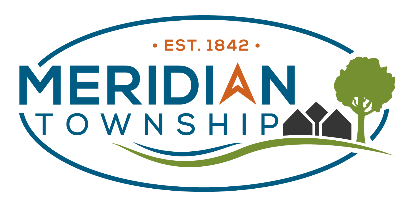 • EST. 1842 •
MERIDIAN
TOWNSHIP